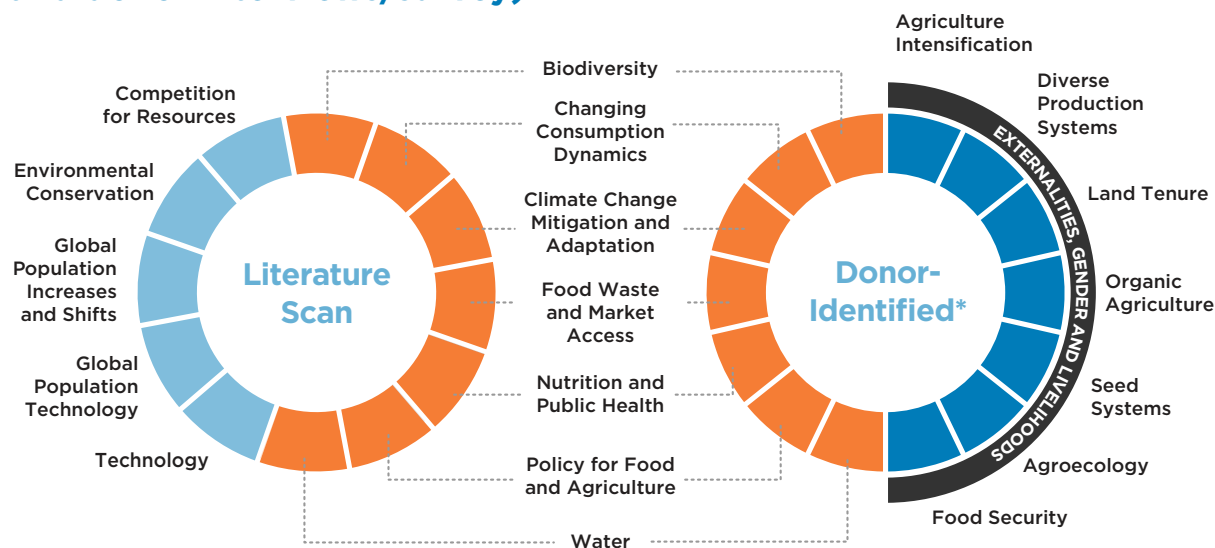 Competition
for Resources
Environmental
Conservation
Global
Population
Increases
and Shifts
Global
Population
Technology
Technology
Literature
Scan
Biodiversity
Changing
Consumption
Dynamics
Climate Change
Mitigation and
Adaptation
Food Waste
and Market
Access
Nutrition and
Public Health
Policy for Food
and Agriculture
Water
Donor-
Identified*
Agriculture
Intensification
Diverse
Production
Systems
Land Tenure
Organic
Agriculture
Seed
Systems
Agroecology
Food Security
EXTERNALITIES, GENDER AND LIVELIHOODS